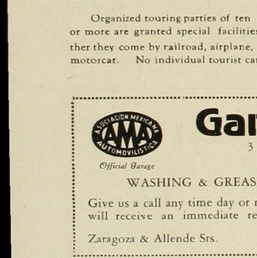 Organized touring parties of ten
or more are granted special facilities
ther they come by railroad, airplane,
motorcar. No individual tourist ca
ASOCIACION MEXICANA
AMA
AUTOMOVILISTICA
Official Garage
Gar
3
WASHING & GREAS
Give us a call any time day or n
will receive an immediate re
Zaragoza & Allende Sts.